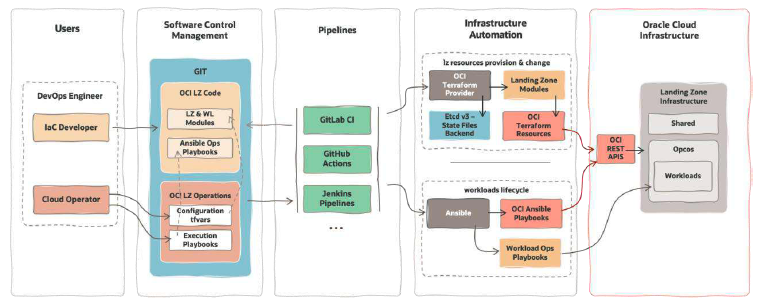 Users
DevOps Engineer
IaC Developer
Cloud Operator
Software Control
Management
GIT
OCI LZ Code
LZ & WL
Modules
Ansible Ops
Playbooks
OCI LZ Operations
Configuration
tfvars
Execution
Playbooks
Pipelines
GitLab CI
GitHub
Actions
Jenkins
Pipelines
...
Infrastructure
Automation
lz resources provision & change
OCI
Terraform
Provider
Landing Zone
Modules
Etcd v3 –
State Files
Backend
OCI
Terraform
Resources
workloads lifecycle
Ansible
OCI Ansible
Playbooks
Workload Ops
Playbooks
Oracle Cloud
Infrastructure
OCI
REST
APIS
Landing Zone
Infrastructure
Shared
Opcos
Workloads